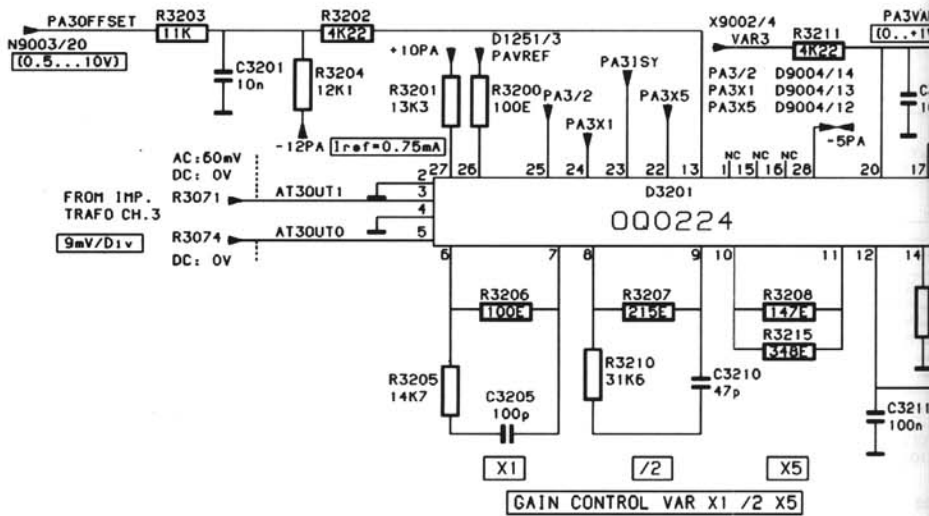 PA3OFFSET
R3203
11K
R3202
4K22
N9003/20
(0.5...10V)
C3201
10n
R3204
12K1
-12PA
Iref=0.75mA
+10PA
D1251/3
PAVREF
R3201
13K3
R3200
100E
PA3/2
PA3X1
PA31SY
PA3X5
X9002/4
VAR3
R3211
4K22
PA3/2 D9004/14
PA3X1 D9004/13
PA3X5 D9004/12
-5PA
NC NC NC
27 26 25 24 23 22 13 1 15 16 28 20 17
AC:60mV
DC: 0V
FROM IMP.
TRAFO CH.3
R3071
AT3OUT1
9mV/Div
R3074
AT3OUT0
DC: 0V
2
3
4
5
D3201
OQ0224
6 7 8 9 10 11 12 14
R3206
100E
R3207
215E
R3208
147E
R3215
348E
R3205
14K7
C3205
100p
R3210
31K6
C3210
47p
C3211
100n
X1
/2
X5
GAIN CONTROL VAR X1 /2 X5